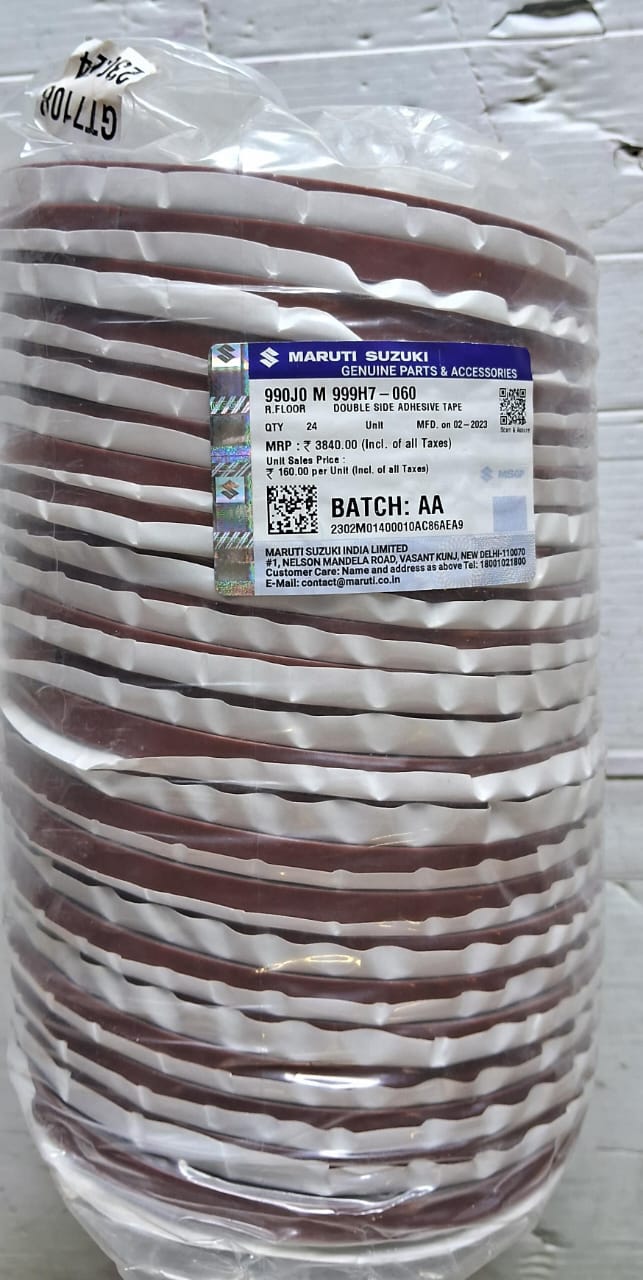 GT7108
23/24
MARUTI SUZUKI
GENUINE PARTS & ACCESSORIES
990J0 M 999H7-060
R.FLOOR DOUBLE SIDE ADHESIVE TAPE
QTY 24 Unit MFD. on 02-2023
Scan & Assure
MRP : ₹ 3840.00 (Incl. of all Taxes)
Unit Sales Price :
₹ 160.00 per Unit (Incl. of all Taxes)
MSGP
BATCH: AA
2302M01400010AC86AEA9
MARUTI SUZUKI INDIA LIMITED
#1, NELSON MANDELA ROAD, VASANT KUNJ, NEW DELHI-110070
Customer Care: Name and address as above Tel: 18001021800
E-Mail: contact@maruti.co.in